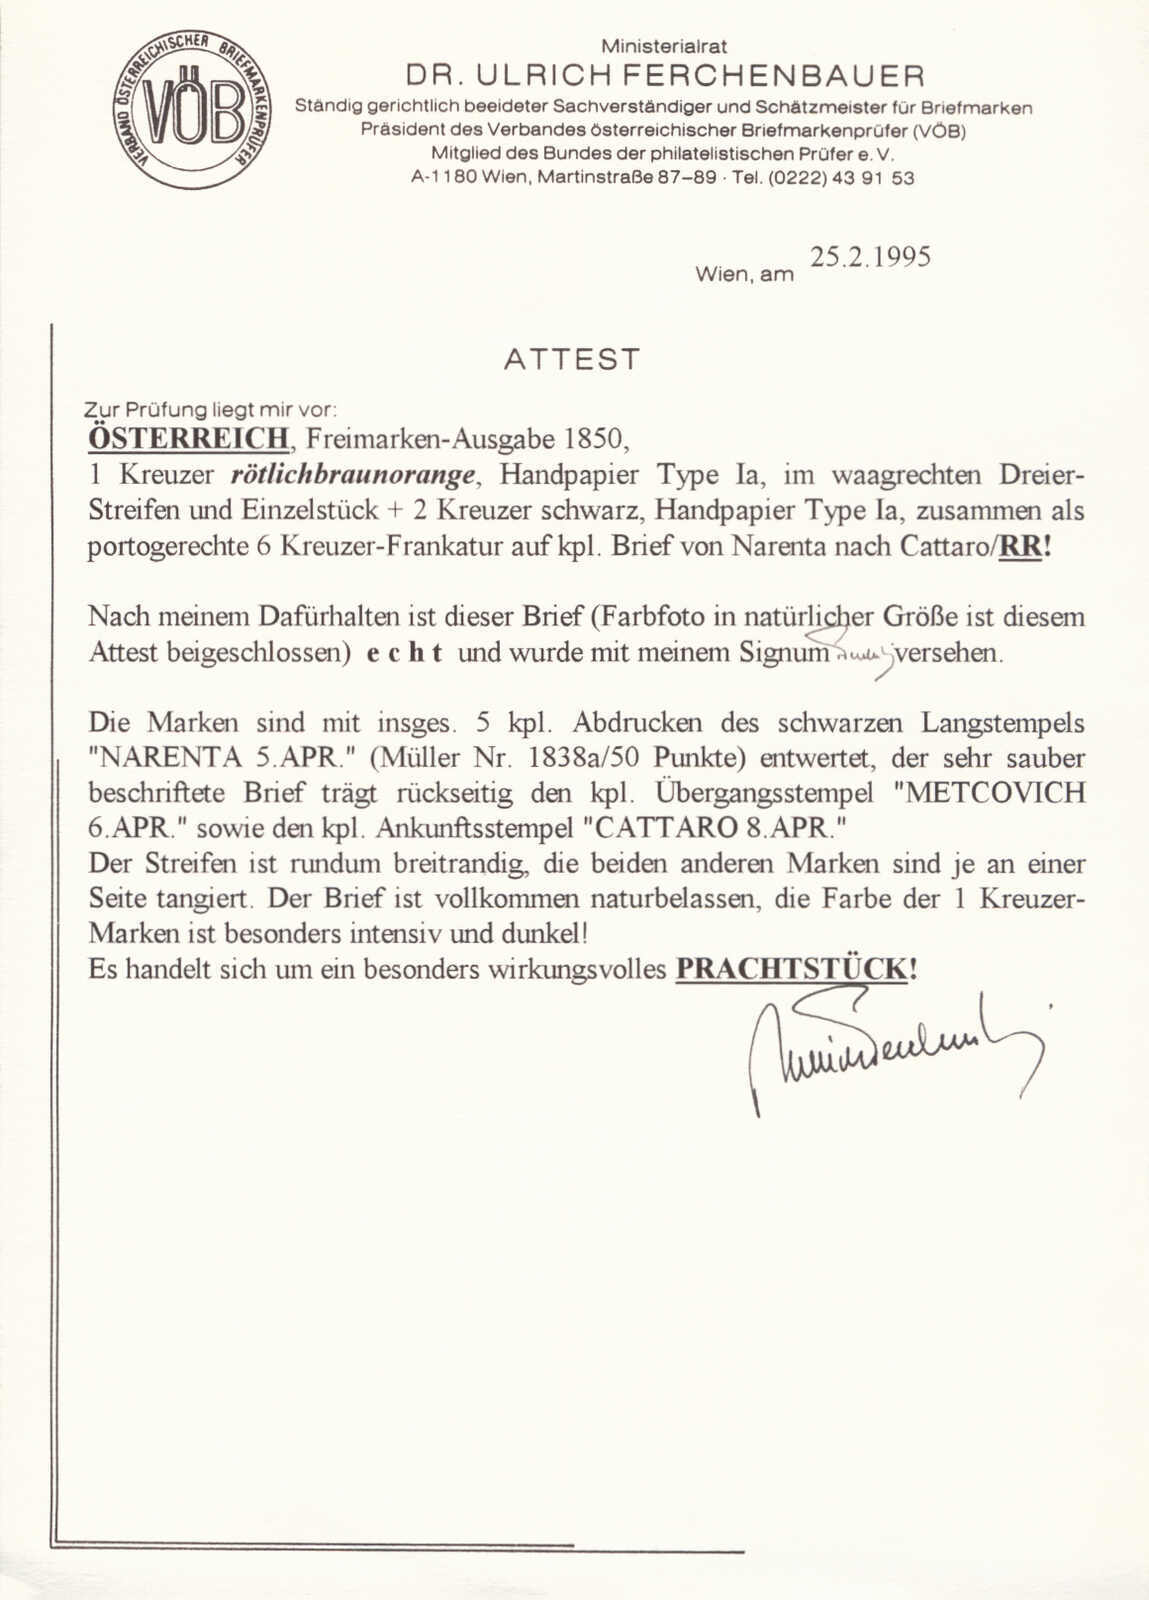 VERBAND ÖSTERREICHISCHER BRIEFMARKENPRÜFER
VÖB
Ministerialrat
DR. ULRICH FERCHENBAUER
Ständig gerichtlich beeideter Sachverständiger und Schätzmeister für Briefmarken
Präsident des Verbandes österreichischer Briefmarkenprüfer (VÖB)
Mitglied des Bundes der philatelistischen Prüfer e. V.
A-1180 Wien, Martinstraße 87–89 · Tel. (0222) 43 91 53
Wien, am 25.2.1995
ATTEST
Zur Prüfung liegt mir vor:
ÖSTERREICH, Freimarken-Ausgabe 1850,
1 Kreuzer rötlichbraunorange, Handpapier Type Ia, im waagrechten Dreier-
Streifen und Einzelstück + 2 Kreuzer schwarz, Handpapier Type Ia, zusammen als
portogerechte 6 Kreuzer-Frankatur auf kpl. Brief von Narenta nach Cattaro/RR!
Nach meinem Dafürhalten ist dieser Brief (Farbfoto in natürlicher Größe ist diesem
Attest beigeschlossen) e c h t und wurde mit meinem Signum versehen.
Die Marken sind mit insges. 5 kpl. Abdrucken des schwarzen Langstempels
"NARENTA 5.APR." (Müller Nr. 1838a/50 Punkte) entwertet, der sehr sauber
beschriftete Brief trägt rückseitig den kpl. Übergangsstempel "METCOVICH
6.APR." sowie den kpl. Ankunftsstempel "CATTARO 8.APR."
Der Streifen ist rundum breitrandig, die beiden anderen Marken sind je an einer
Seite tangiert. Der Brief ist vollkommen naturbelassen, die Farbe der 1 Kreuzer-
Marken ist besonders intensiv und dunkel!
Es handelt sich um ein besonders wirkungsvolles PRACHTSTÜCK!